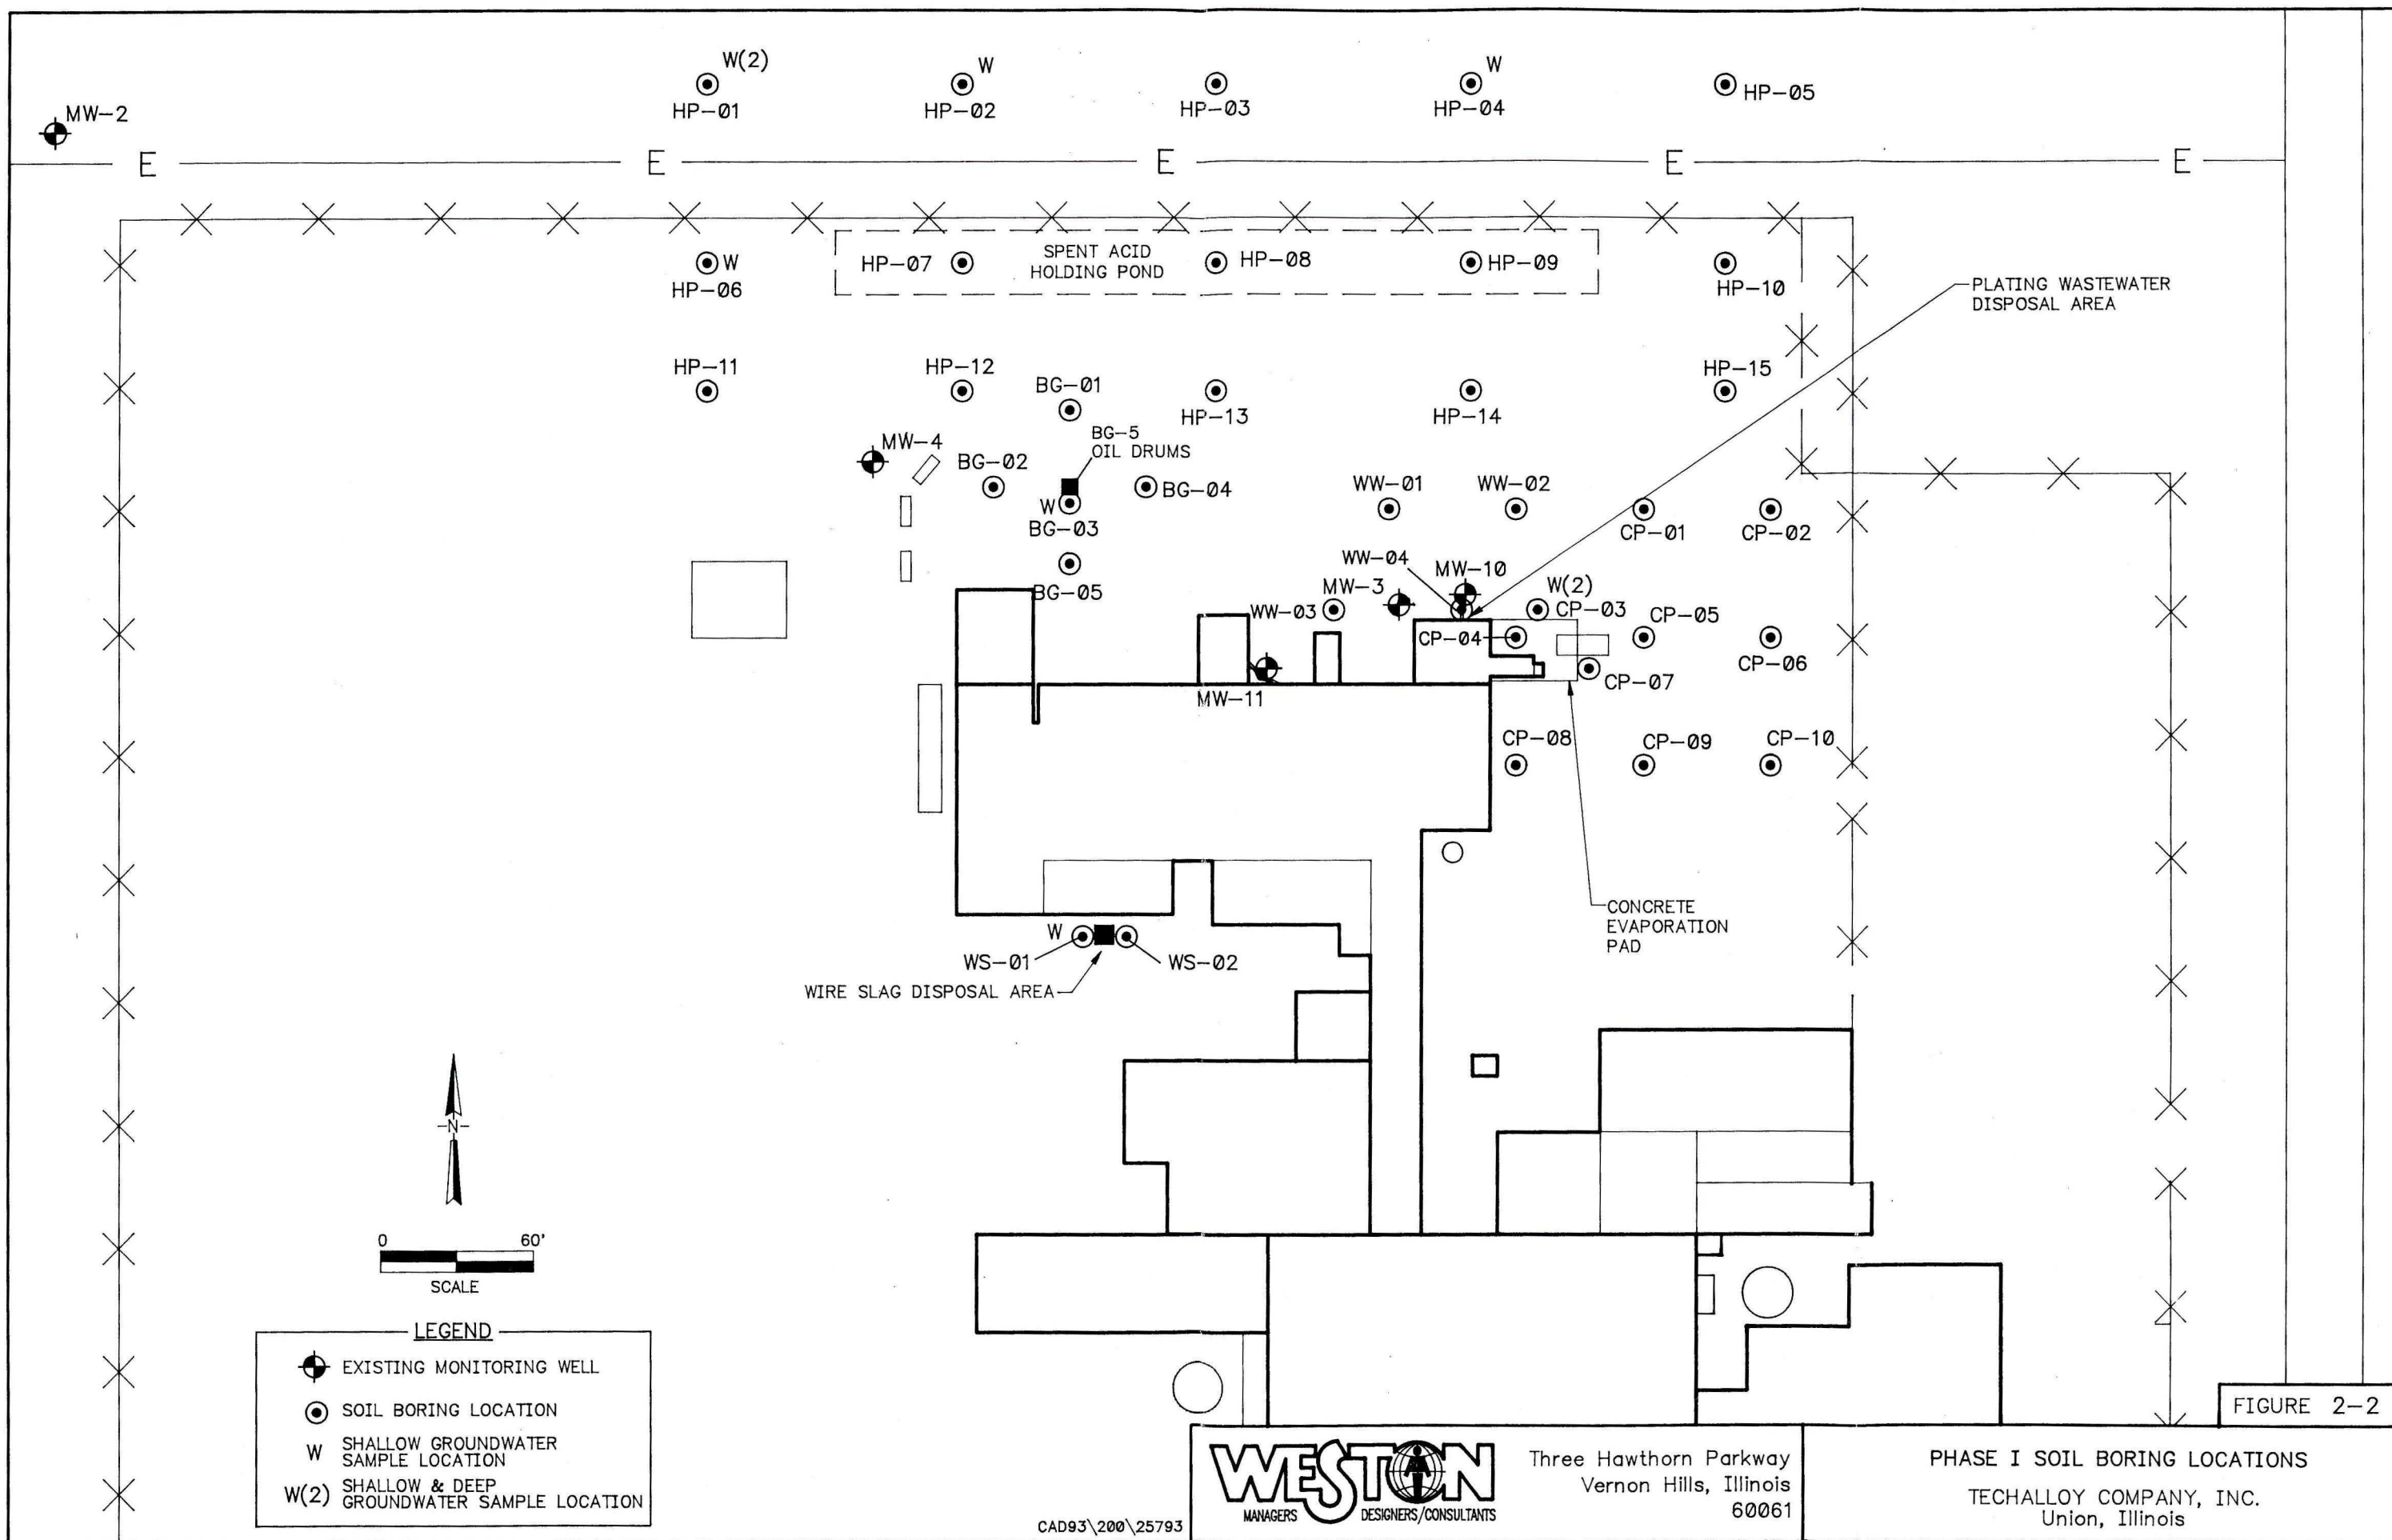 W(2)
HP-01
W
HP-02
HP-03
W
HP-04
HP-05
MW-2
E
E
E
E
E
W
HP-06
HP-07
SPENT ACID
HOLDING POND
HP-08
HP-09
HP-10
PLATING WASTEWATER
DISPOSAL AREA
HP-11
HP-12
BG-01
HP-13
HP-14
HP-15
MW-4
BG-02
BG-5
OIL DRUMS
BG-04
W
BG-03
BG-05
WW-01
WW-02
CP-01
CP-02
WW-04
MW-10
W(2)
WW-03
MW-3
CP-03
CP-05
CP-04
CP-06
CP-07
MW-11
CP-08
CP-09
CP-10
CONCRETE
EVAPORATION
PAD
W
WS-01
WS-02
WIRE SLAG DISPOSAL AREA
N
0 60'
SCALE
LEGEND
EXISTING MONITORING WELL
SOIL BORING LOCATION
W SHALLOW GROUNDWATER
SAMPLE LOCATION
W(2) SHALLOW & DEEP
GROUNDWATER SAMPLE LOCATION
CAD93\200\25793
WESTON
MANAGERS DESIGNERS/CONSULTANTS
Three Hawthorn Parkway
Vernon Hills, Illinois
60061
FIGURE 2-2
PHASE I SOIL BORING LOCATIONS
TECHALLOY COMPANY, INC.
Union, Illinois